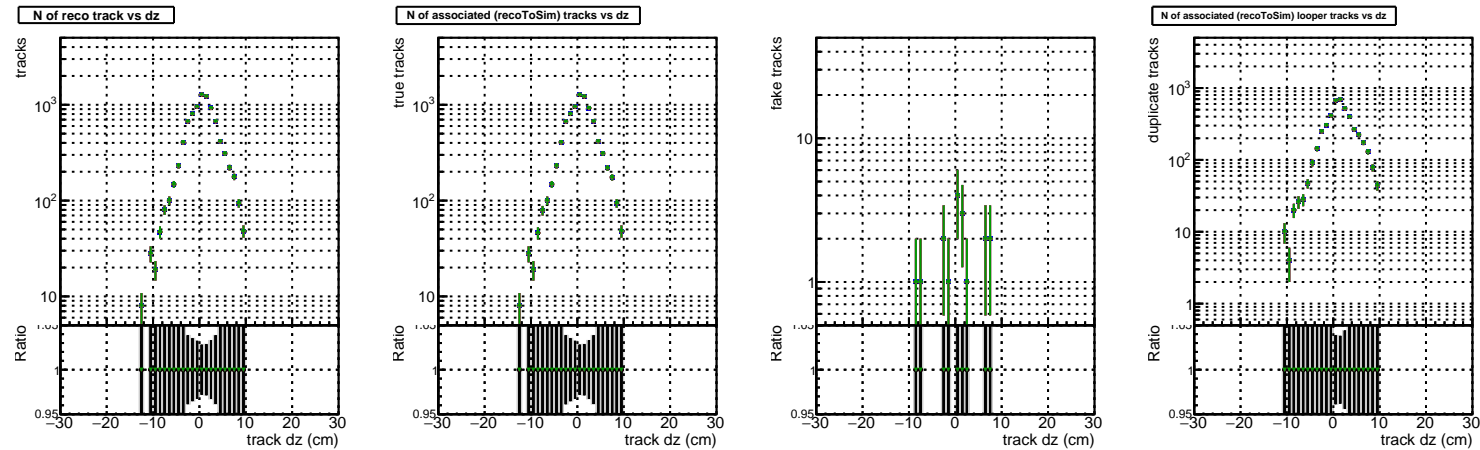 N of reco track vs dz
tracks
10³
10²
10
Ratio
1
0.95
−30 −20 −10 0 10 20 30
track dz (cm)
N of associated (recoToSim) tracks vs dz
true tracks
10³
10²
10
Ratio
1
0.95
−30 −20 −10 0 10 20 30
track dz (cm)
fake tracks
10
1
Ratio
1
0.95
−30 −20 −10 0 10 20 30
track dz (cm)
N of associated (recoToSim) looper tracks vs dz
duplicate tracks
10³
10²
10
1
Ratio
1
0.95
−30 −20 −10 0 10 20 30
track dz (cm)